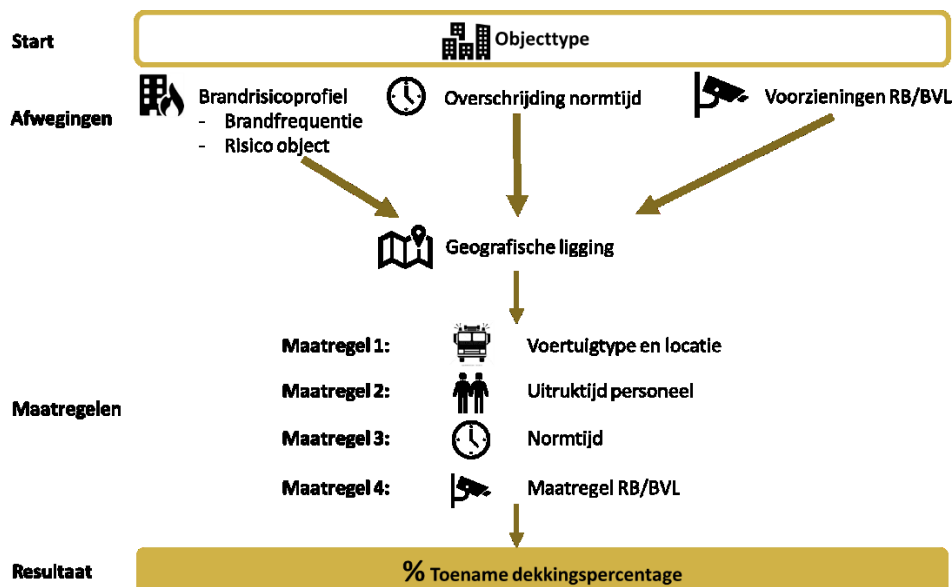 Start
Objecttype
Afwegingen
Brandrisicoprofiel
- Brandfrequentie
- Risico object
Overschrijding normtijd
Voorzieningen RB/BVL
Geografische ligging
Maatregelen
Maatregel 1: Voertuigtype en locatie
Maatregel 2: Uitruktijd personeel
Maatregel 3: Normtijd
Maatregel 4: Maatregel RB/BVL
Resultaat
% Toename dekkingspercentage